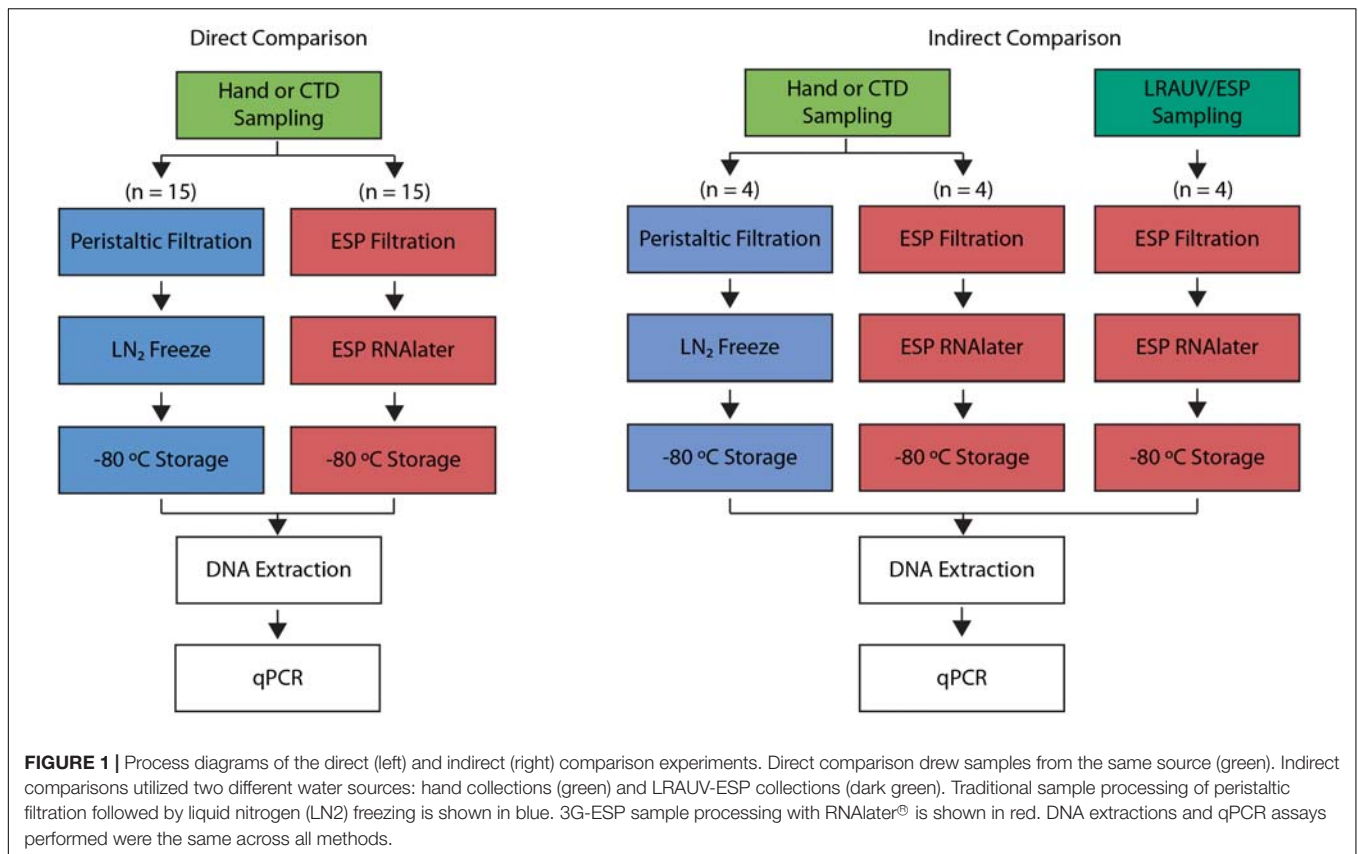 Direct Comparison
Hand or CTD
Sampling
(n = 15)
(n = 15)
Peristaltic Filtration
ESP Filtration
LN₂ Freeze
ESP RNAlater
-80 ºC Storage
-80 ºC Storage
DNA Extraction
qPCR
Indirect Comparison
Hand or CTD
Sampling
LRAUV/ESP
Sampling
(n = 4)
(n = 4)
(n = 4)
Peristaltic Filtration
ESP Filtration
ESP Filtration
LN₂ Freeze
ESP RNAlater
ESP RNAlater
-80 ºC Storage
-80 ºC Storage
-80 ºC Storage
DNA Extraction
qPCR
FIGURE 1 | Process diagrams of the direct (left) and indirect (right) comparison experiments. Direct comparison drew samples from the same source (green). Indirect
comparisons utilized two different water sources: hand collections (green) and LRAUV-ESP collections (dark green). Traditional sample processing of peristaltic
filtration followed by liquid nitrogen (LN2) freezing is shown in blue. 3G-ESP sample processing with RNAlater® is shown in red. DNA extractions and qPCR assays
performed were the same across all methods.